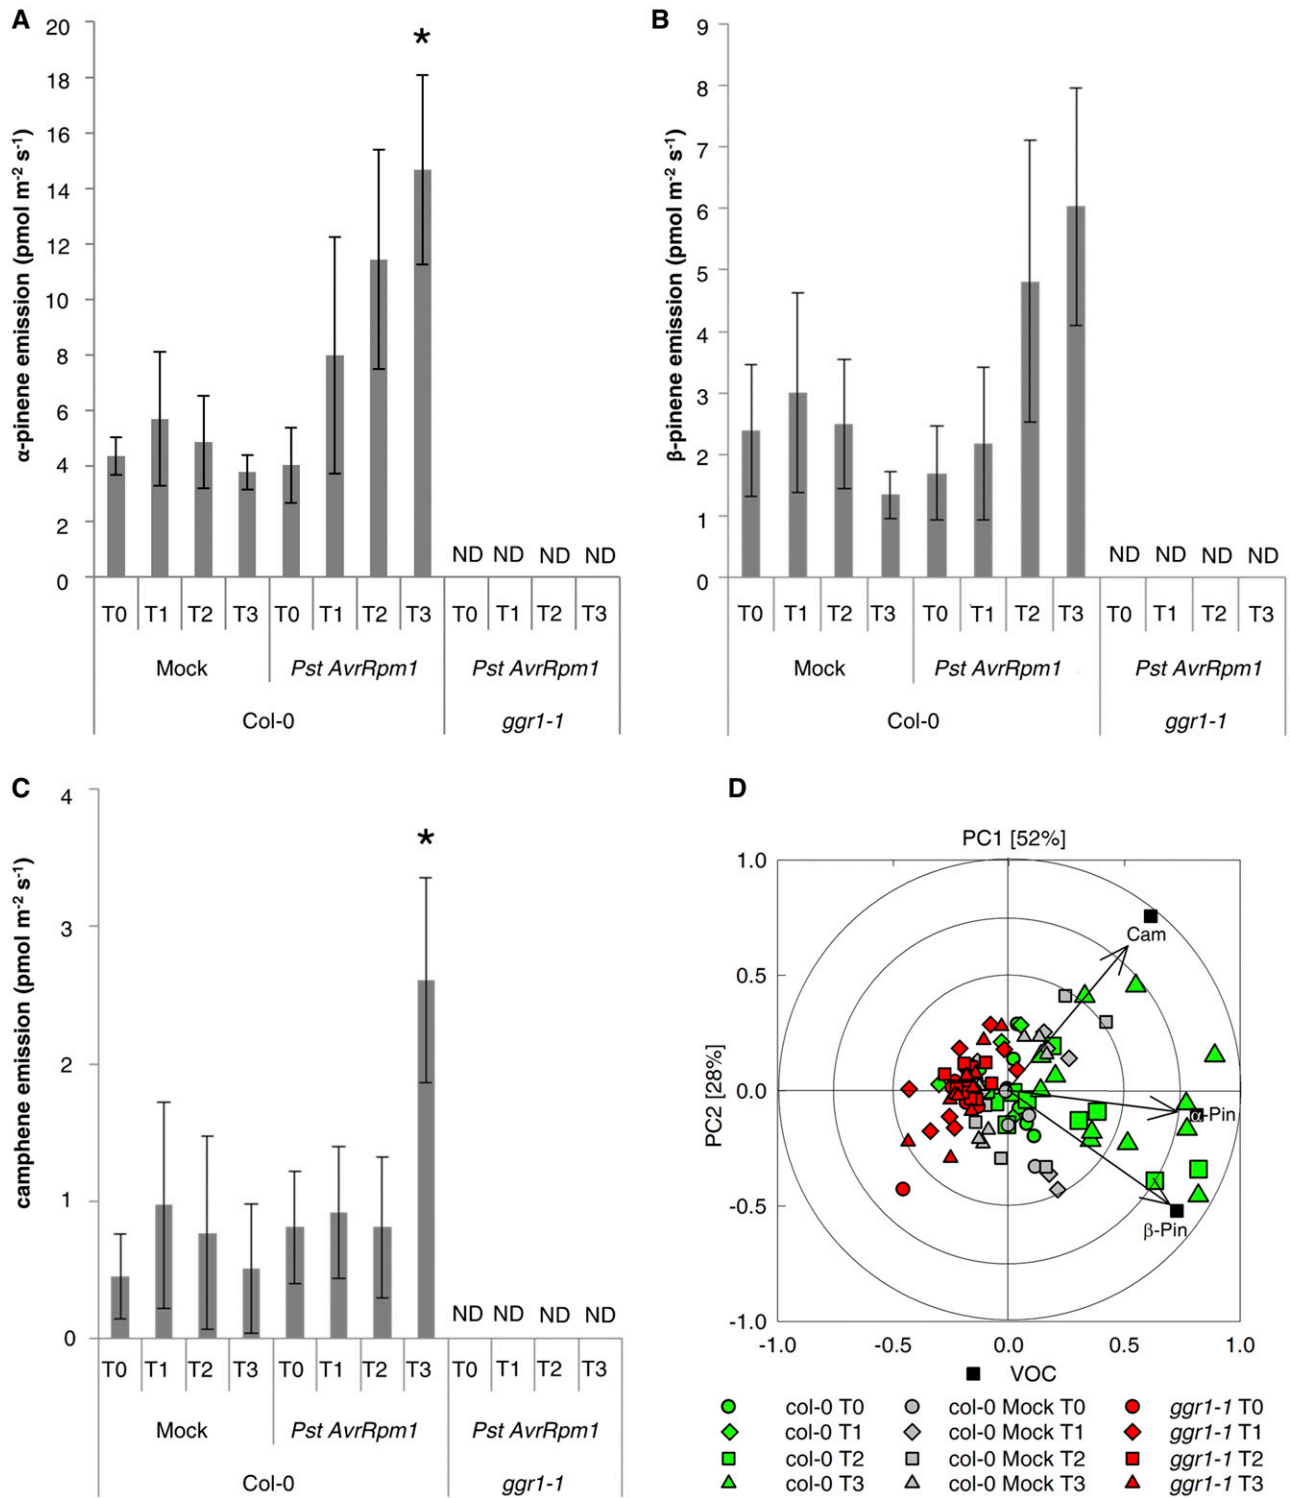 A
α-pinene emission (pmol m-2 s-1)
20
18
16
14
12
10
8
6
4
2
0
*
ND ND ND ND
T0 T1 T2 T3 T0 T1 T2 T3 T0 T1 T2 T3
Mock Pst AvrRpm1 Pst AvrRpm1
Col-0 ggr1-1
B
β-pinene emission (pmol m-2 s-1)
9
8
7
6
5
4
3
2
1
0
ND ND ND ND
T0 T1 T2 T3 T0 T1 T2 T3 T0 T1 T2 T3
Mock Pst AvrRpm1 Pst AvrRpm1
Col-0 ggr1-1
C
camphene emission (pmol m-2 s-1)
4
3
2
1
0
*
ND ND ND ND
T0 T1 T2 T3 T0 T1 T2 T3 T0 T1 T2 T3
Mock Pst AvrRpm1 Pst AvrRpm1
Col-0 ggr1-1
D
PC1 [52%]
PC2 [28%]
1.0
0.5
0.0
-0.5
-1.0
Cam
α-Pin
β-Pin
-1.0 -0.5 0.0 0.5 1.0
VOC
col-0 T0 col-0 Mock T0 ggr1-1 T0
col-0 T1 col-0 Mock T1 ggr1-1 T1
col-0 T2 col-0 Mock T2 ggr1-1 T2
col-0 T3 col-0 Mock T3 ggr1-1 T3